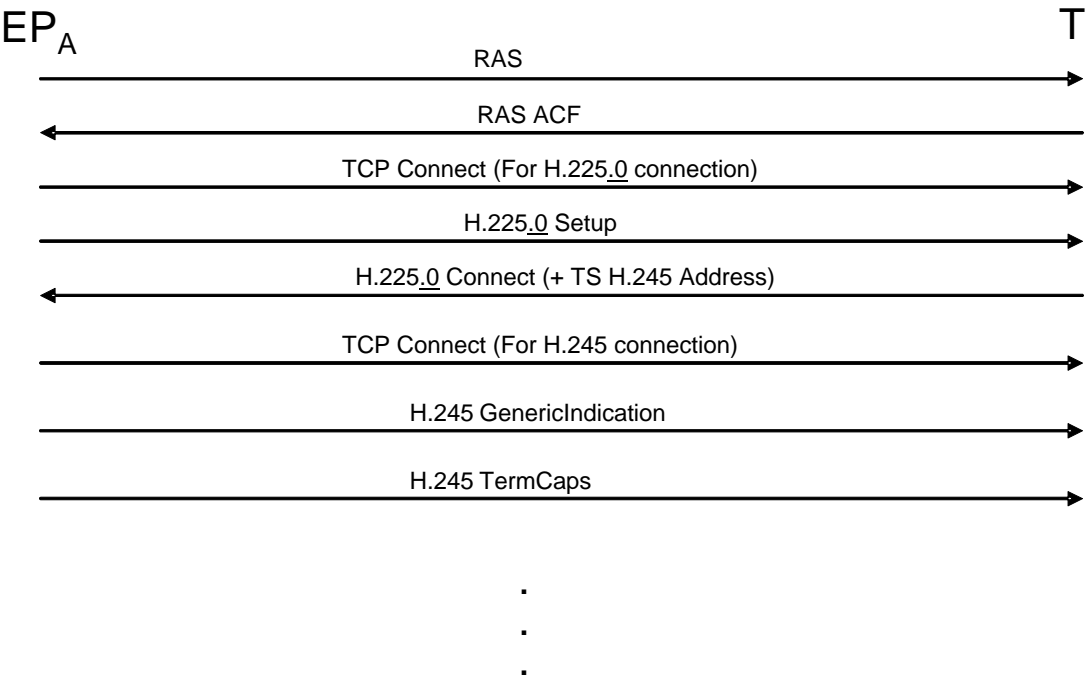 EPA T
RAS
RAS ACF
TCP Connect (For H.225.0 connection)
H.225.0 Setup
H.225.0 Connect (+ TS H.245 Address)
TCP Connect (For H.245 connection)
H.245 GenericIndication
H.245 TermCaps
.
.
.